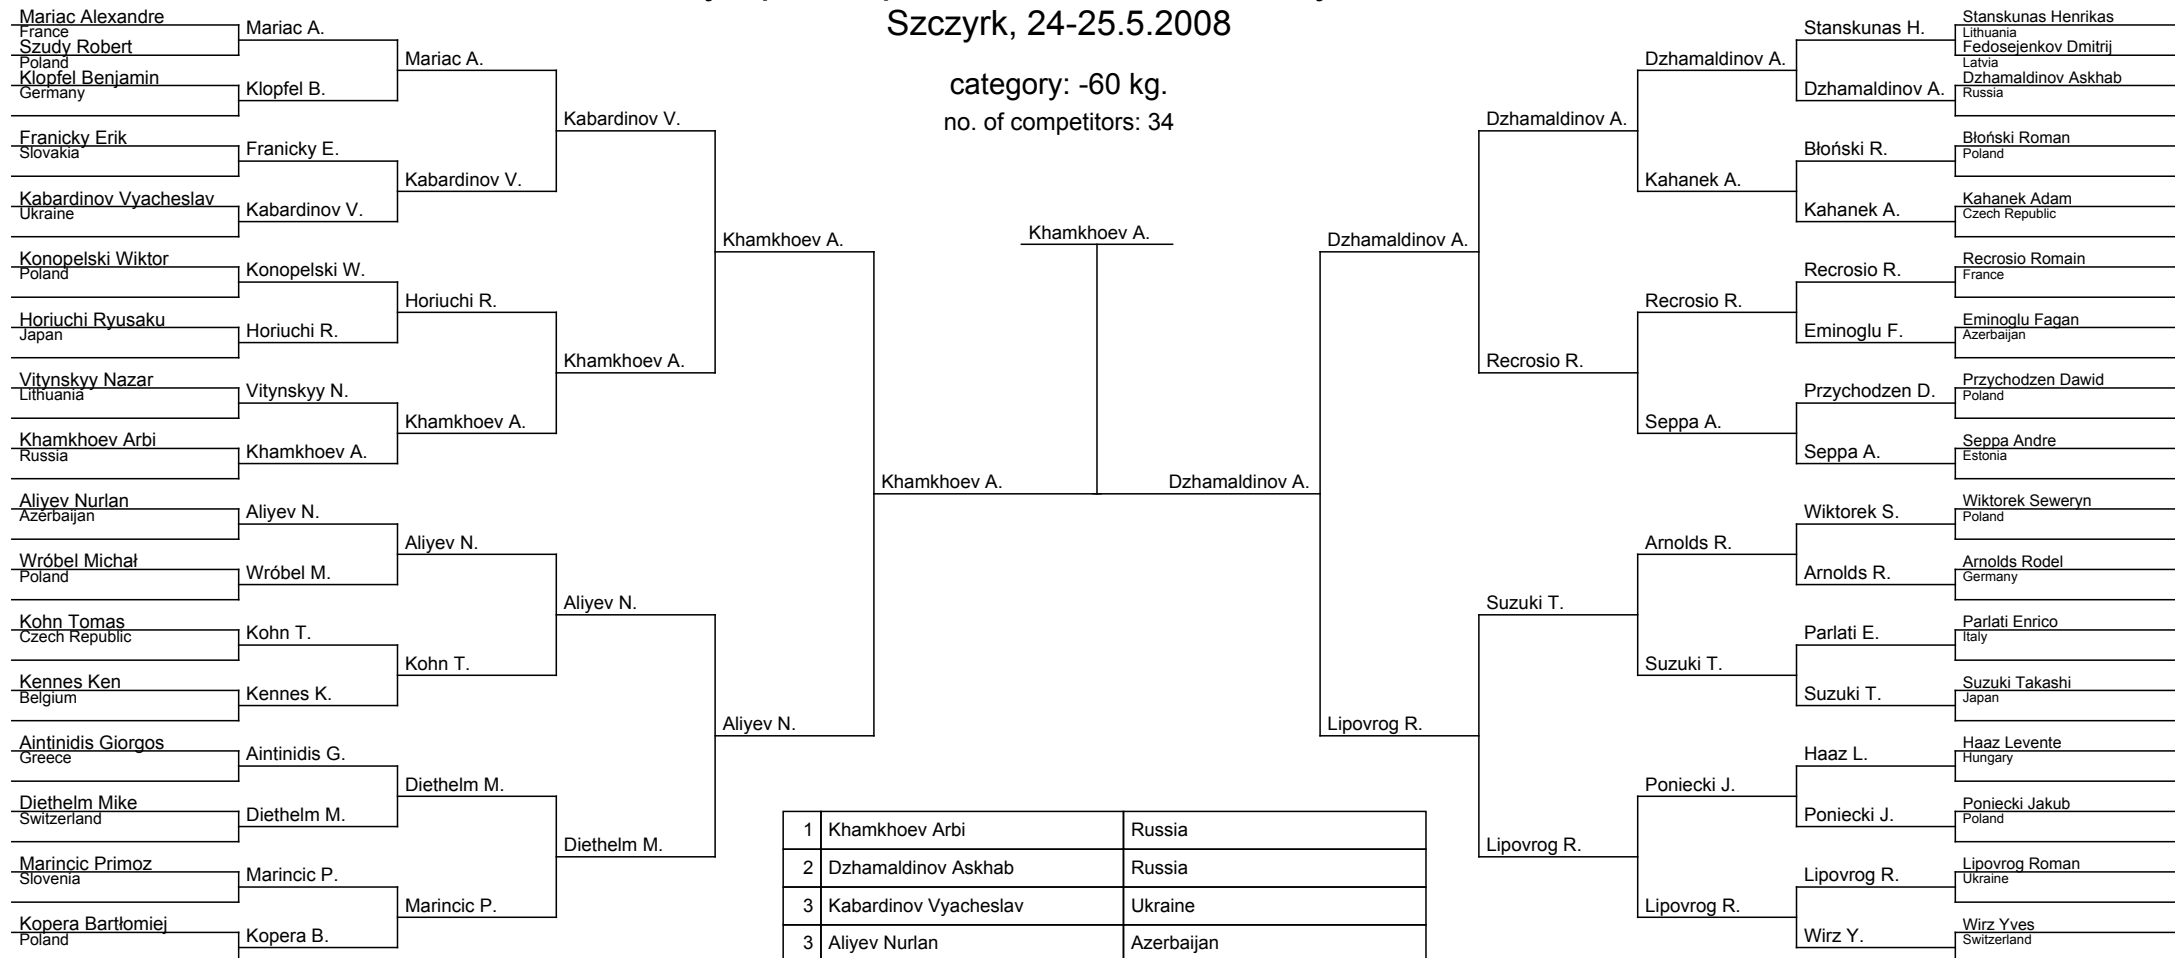 Szczyrk, 24-25.5.2008
category: -60 kg.
no. of competitors: 34
Mariac Alexandre
France
Szudy Robert
Poland
Klopfel Benjamin
Germany
Franicky Erik
Slovakia
Kabardinov Vyacheslav
Ukraine
Konopelski Wiktor
Poland
Horiuchi Ryusaku
Japan
Vitynskyy Nazar
Lithuania
Khamkhoev Arbi
Russia
Aliyev Nurlan
Azerbaijan
Wróbel Michał
Poland
Kohn Tomas
Czech Republic
Kennes Ken
Belgium
Aintinidis Giorgos
Greece
Diethelm Mike
Switzerland
Marincic Primoz
Slovenia
Kopera Bartłomiej
Poland
Mariac A.
Klopfel B.
Franicky E.
Kabardinov V.
Konopelski W.
Horiuchi R.
Vitynskyy N.
Khamkhoev A.
Aliyev N.
Wróbel M.
Kohn T.
Kennes K.
Aintinidis G.
Diethelm M.
Marincic P.
Kopera B.
Mariac A.
Kabardinov V.
Horiuchi R.
Khamkhoev A.
Aliyev N.
Kohn T.
Diethelm M.
Marincic P.
Kabardinov V.
Khamkhoev A.
Aliyev N.
Diethelm M.
Khamkhoev A.
Aliyev N.
Khamkhoev A.
Khamkhoev A.
Dzhamaldinov A.
Dzhamaldinov A.
Lipovrog R.
Dzhamaldinov A.
Recrosio R.
Suzuki T.
Lipovrog R.
Dzhamaldinov A.
Kahanek A.
Recrosio R.
Seppa A.
Arnolds R.
Suzuki T.
Poniecki J.
Lipovrog R.
Stanskunas H.
Dzhamaldinov A.
Błoński R.
Kahanek A.
Recrosio R.
Eminoglu F.
Przychodzen D.
Seppa A.
Wiktorek S.
Arnolds R.
Parlati E.
Suzuki T.
Haaz L.
Poniecki J.
Lipovrog R.
Wirz Y.
Stanskunas Henrikas
Lithuania
Fedosejenkov Dmitrij
Latvia
Dzhamaldinov Askhab
Russia
Błoński Roman
Poland
Kahanek Adam
Czech Republic
Recrosio Romain
France
Eminoglu Fagan
Azerbaijan
Przychodzen Dawid
Poland
Seppa Andre
Estonia
Wiktorek Seweryn
Poland
Arnolds Rodel
Germany
Parlati Enrico
Italy
Suzuki Takashi
Japan
Haaz Levente
Hungary
Poniecki Jakub
Poland
Lipovrog Roman
Ukraine
Wirz Yves
Switzerland
1 Khamkhoev Arbi Russia
2 Dzhamaldinov Askhab Russia
3 Kabardinov Vyacheslav Ukraine
3 Aliyev Nurlan Azerbaijan